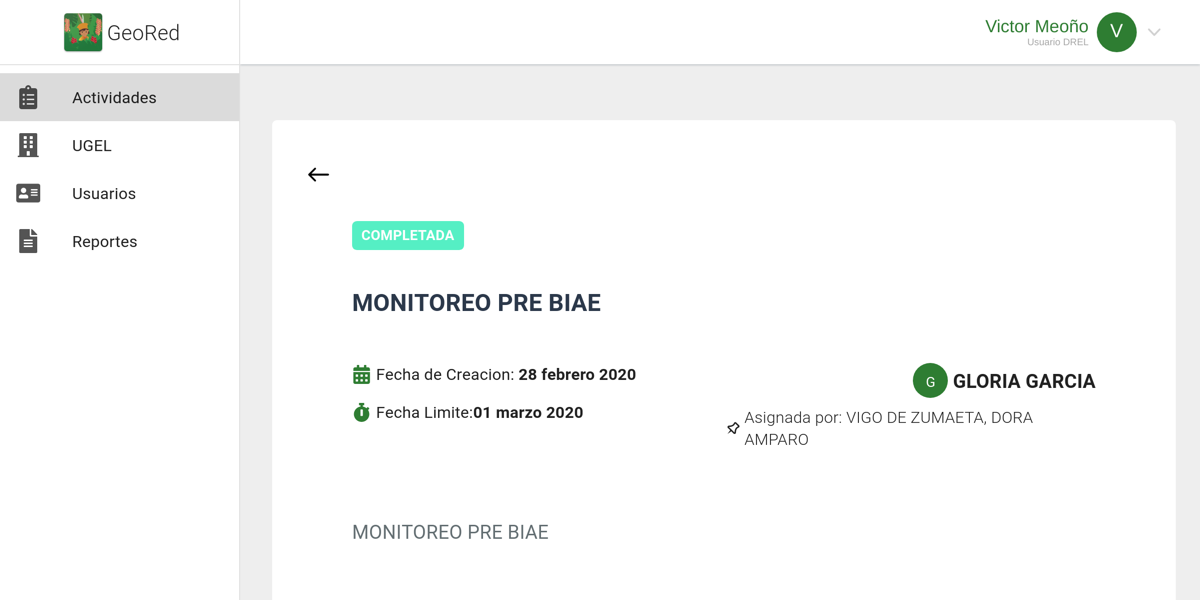 GeoRed
Victor Meoño
Usuario DREL
V
Actividades
UGEL
Usuarios
Reportes
COMPLETADA
MONITOREO PRE BIAE
Fecha de Creacion: 28 febrero 2020
Fecha Limite:01 marzo 2020
G GLORIA GARCIA
Asignada por: VIGO DE ZUMAETA, DORA
AMPARO
MONITOREO PRE BIAE